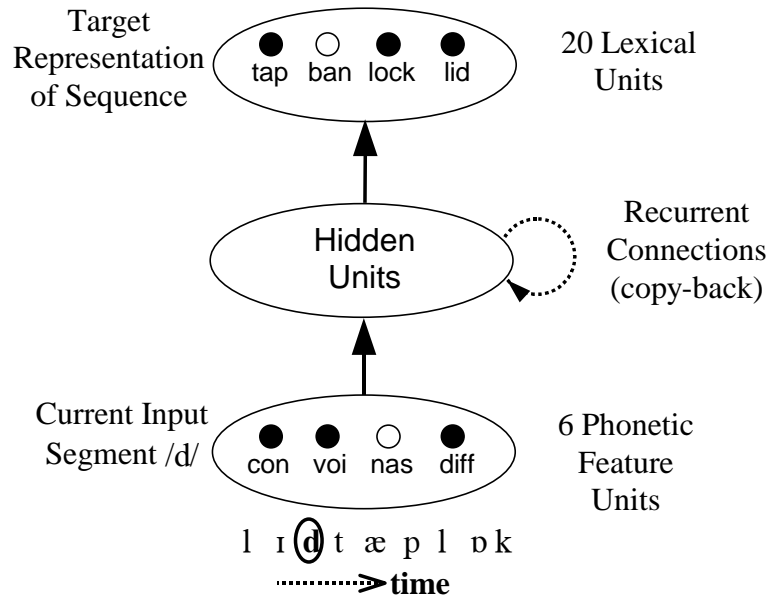 Target
Representation
of Sequence
tap ban lock lid
20 Lexical
Units
Hidden
Units
Recurrent
Connections
(copy-back)
Current Input
Segment /d/
con voi nas diff
6 Phonetic
Feature
Units
l ɪ d t æ p l ɒ k
time